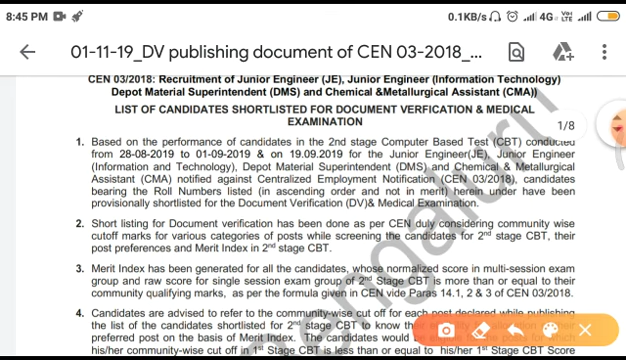 8:45 PM
0.1KB/s
4G
Vo)
LTE
01-11-19_DV publishing document of CEN 03-2018_...
CEN 03/2018: Recruitment of Junior Engineer (JE), Junior Engineer (Information Technology)
Depot Material Superintendent (DMS) and Chemical &Metallurgical Assistant (CMA))
LIST OF CANDIDATES SHORTLISTED FOR DOCUMENT VERFICATION & MEDICAL
EXAMINATION
1/8
1. Based on the performance of candidates in the 2nd stage Computer Based Test (CBT) conducted
from 28-08-2019 to 01-09-2019 & on 19.09.2019 for the Junior Engineer(JE), Junior Engineer
(Information and Technology), Depot Material Superintendent (DMS) and Chemical & Metallurgical
Assistant (CMA) notified against Centralized Employment Notification (CEN 03/2018), candidates
bearing the Roll Numbers listed (in ascending order and not in merit) herein under have been
provisionally shortlisted for the Document Verification (DV)& Medical Examination.
2. Short listing for Document verification has been done as per CEN duly considering community wise
cutoff marks for various categories of posts while screening the candidates for 2nd stage CBT, their
post preferences and Merit Index in 2nd stage CBT.
3. Merit Index has been generated for all the candidates, whose normalized score in multi-session exam
group and raw score for single session exam group of 2nd Stage CBT is more than or equal to their
community qualifying marks, as per the formula given in CEN vide Paras 14.1, 2 & 3 of CEN 03/2018.
4. Candidates are advised to refer to the community-wise cut off for each post declared while publishing
the list of the candidates shortlisted for 2nd stage CBT to know th
preferred post on the basis of Merit Index. The candidates would b
his/her community-wise cut off in 1st Stage CBT is less than or equal to his/her 1st Stage CBT Score